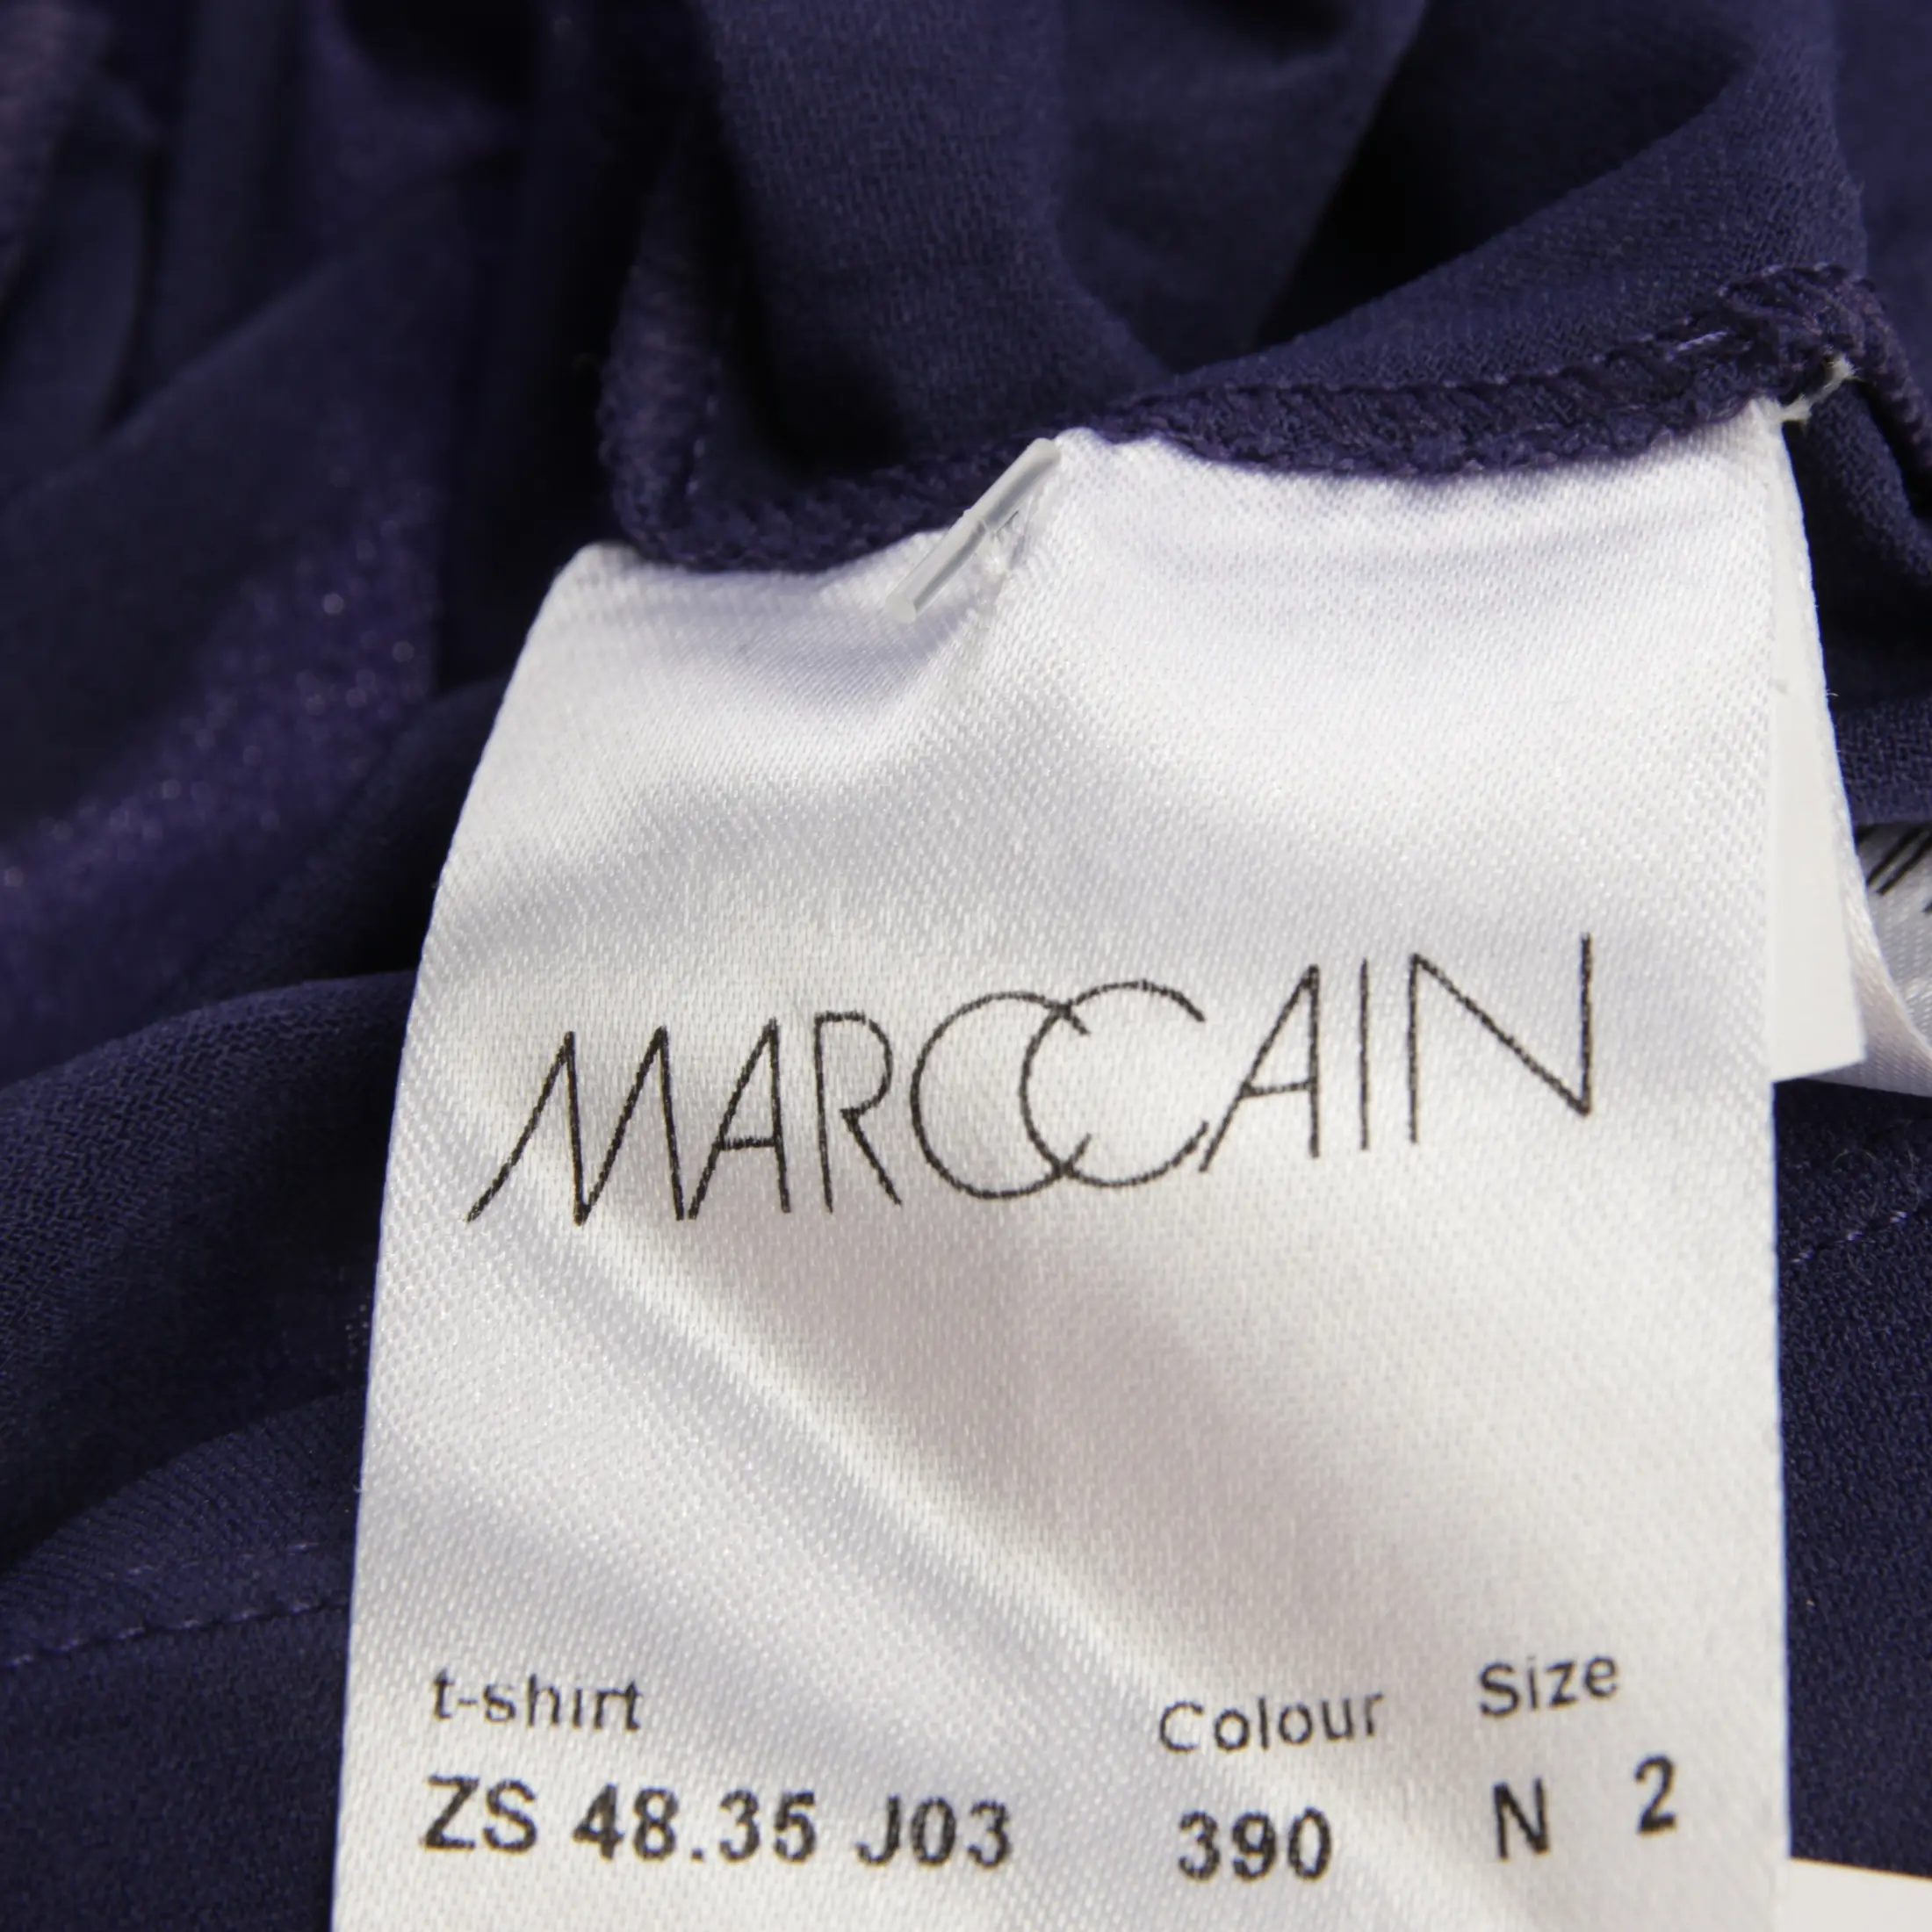 MARCCAIN
t-shirt Colour Size
ZS 48.35 J03 390 N 2